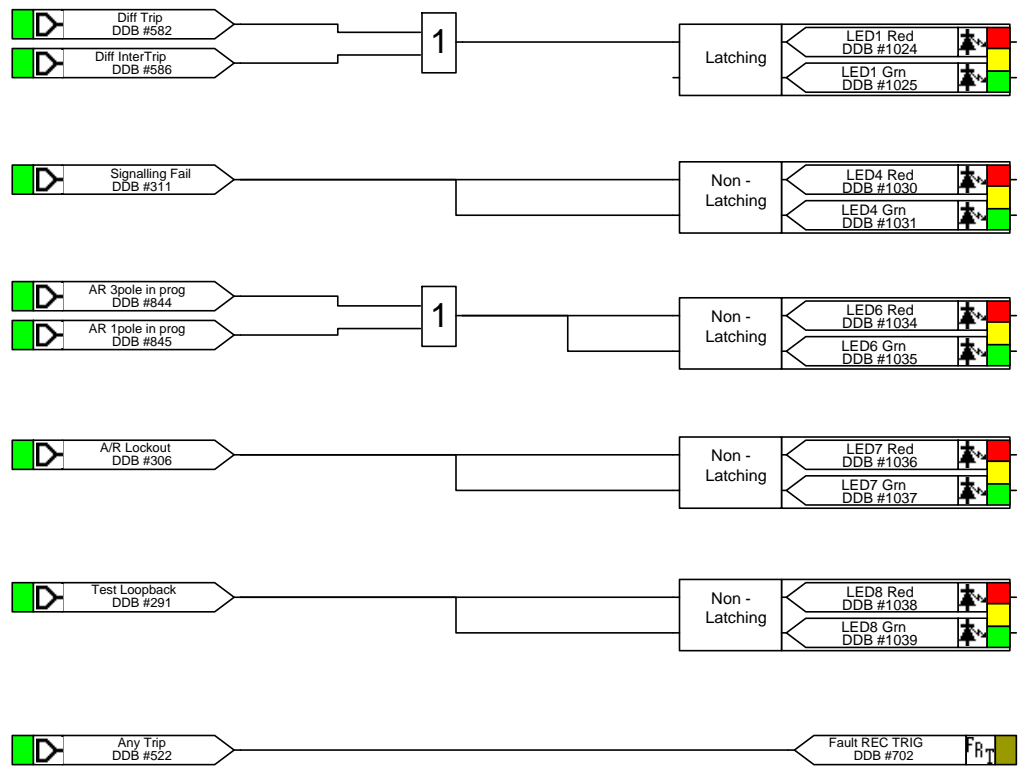 Diff Trip
DDB #582
Diff InterTrip
DDB #586
1
Latching
LED1 Red
DDB #1024
LED1 Grn
DDB #1025
Signalling Fail
DDB #311
Non -
Latching
LED4 Red
DDB #1030
LED4 Grn
DDB #1031
AR 3pole in prog
DDB #844
AR 1pole in prog
DDB #845
1
Non -
Latching
LED6 Red
DDB #1034
LED6 Grn
DDB #1035
A/R Lockout
DDB #306
Non -
Latching
LED7 Red
DDB #1036
LED7 Grn
DDB #1037
Test Loopback
DDB #291
Non -
Latching
LED8 Red
DDB #1038
LED8 Grn
DDB #1039
Any Trip
DDB #522
Fault REC TRIG
DDB #702
FRT